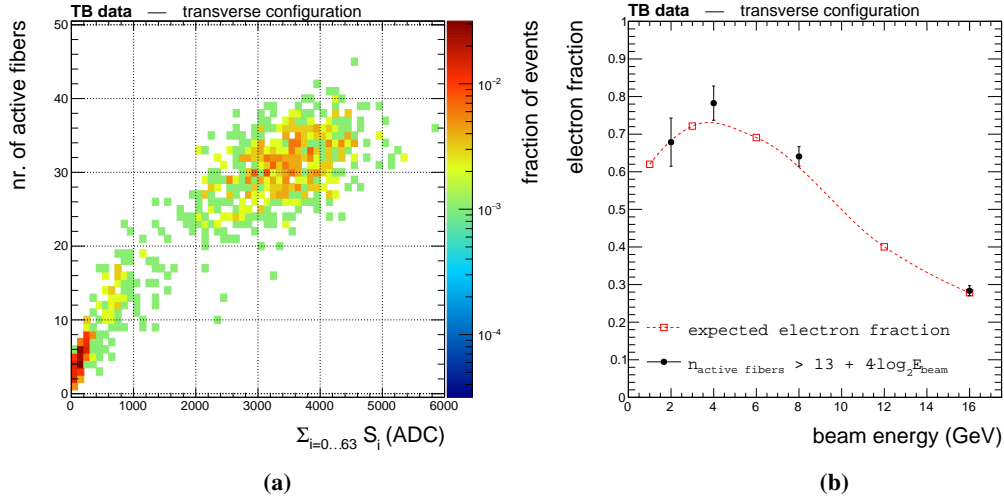 TB data — transverse configuration
nr. of active fibers
50
40
30
20
10
0
0 1000 2000 3000 4000 5000 6000
Σi=0...63 Si (ADC)
fraction of events
10−2
10−3
10−4
(a)
TB data — transverse configuration
electron fraction
1
0.9
0.8
0.7
0.6
0.5
0.4
0.3
0.2
0.1
0
expected electron fraction
nactive fibers > 13 + 4·log2Ebeam
0 2 4 6 8 10 12 14 16
beam energy (GeV)
(b)